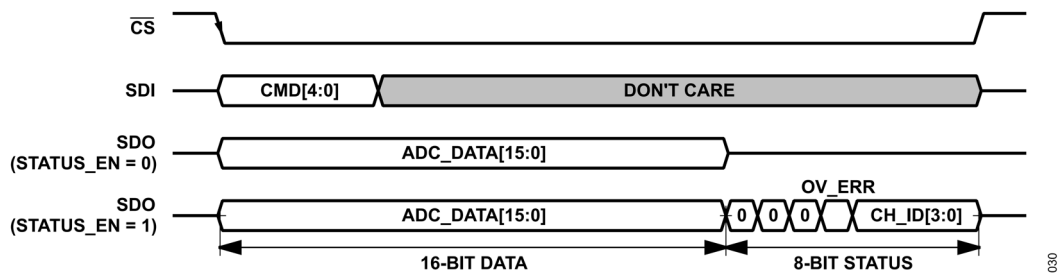 CS
SDI
CMD[4:0]
DON'T CARE
SDO
(STATUS_EN = 0)
ADC_DATA[15:0]
OV_ERR
SDO
(STATUS_EN = 1)
ADC_DATA[15:0]
0
0
0
CH_ID[3:0]
16-BIT DATA
8-BIT STATUS
030